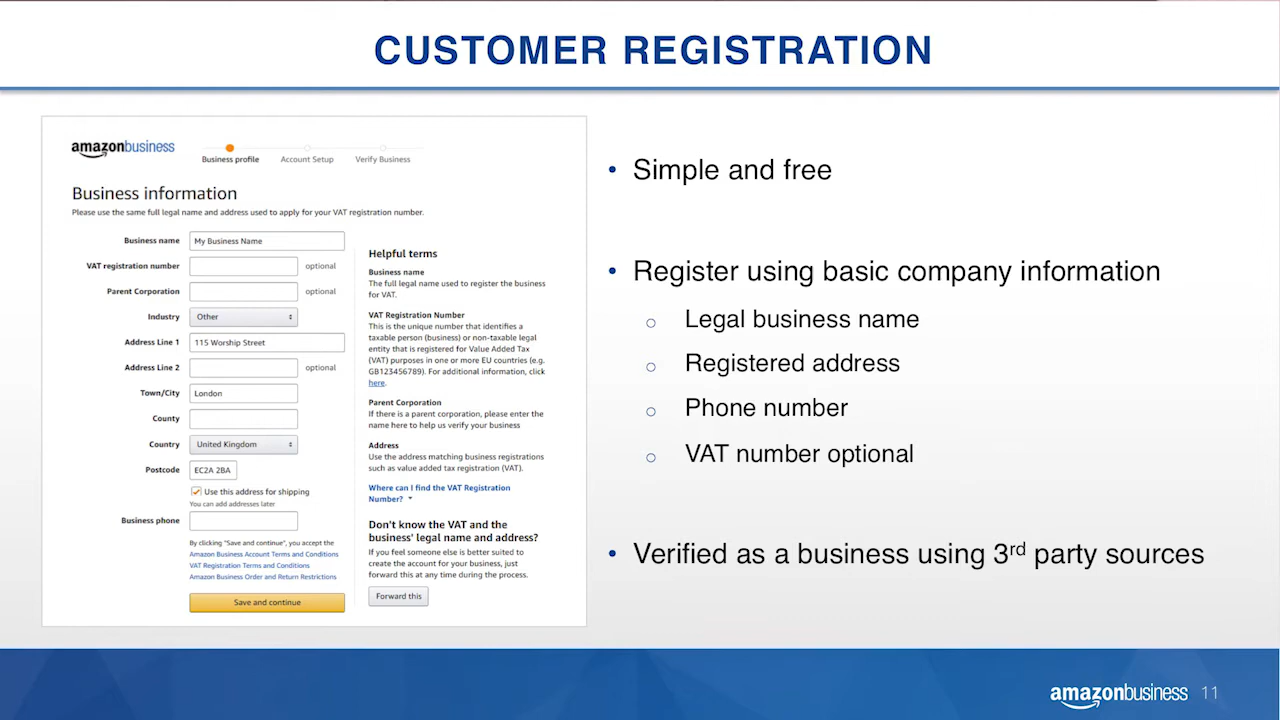 CUSTOMER REGISTRATION
amazonbusiness
Business profile Account Setup Verify Business
Business information
Please use the same full legal name and address used to apply for your VAT registration number.
Business name My Business Name
VAT registration number optional
Parent Corporation optional
Industry Other
Address Line 1 115 Worship Street
Address Line 2 optional
Town/City London
County
Country United Kingdom
Postcode EC2A 2BA
Use this address for shipping
You can add addresses later
Business phone
By clicking "Save and continue", you accept the
Amazon Business Account Terms and Conditions
VAT Registration Terms and Conditions
Amazon Business Order and Return Restrictions
Save and continue
Helpful terms
Business name
The full legal name used to register the business
for VAT.
VAT Registration Number
This is the unique number that identifies a
taxable person (business) or non-taxable legal
entity that is registered for Value Added Tax
(VAT) purposes in one or more EU countries (e.g.
GB123456789). For additional information, click
here.
Parent Corporation
If there is a parent corporation, please enter the
name here to help us verify your business
Address
Use the address matching business registrations
such as value added tax registration (VAT).
Where can I find the VAT Registration
Number?
Don't know the VAT and the
business' legal name and address?
If you feel someone else is better suited to
create the account for your business, just
forward this at any time during the process.
Forward this
• Simple and free
• Register using basic company information
○ Legal business name
○ Registered address
○ Phone number
○ VAT number optional
• Verified as a business using 3rd party sources
amazonbusiness 11